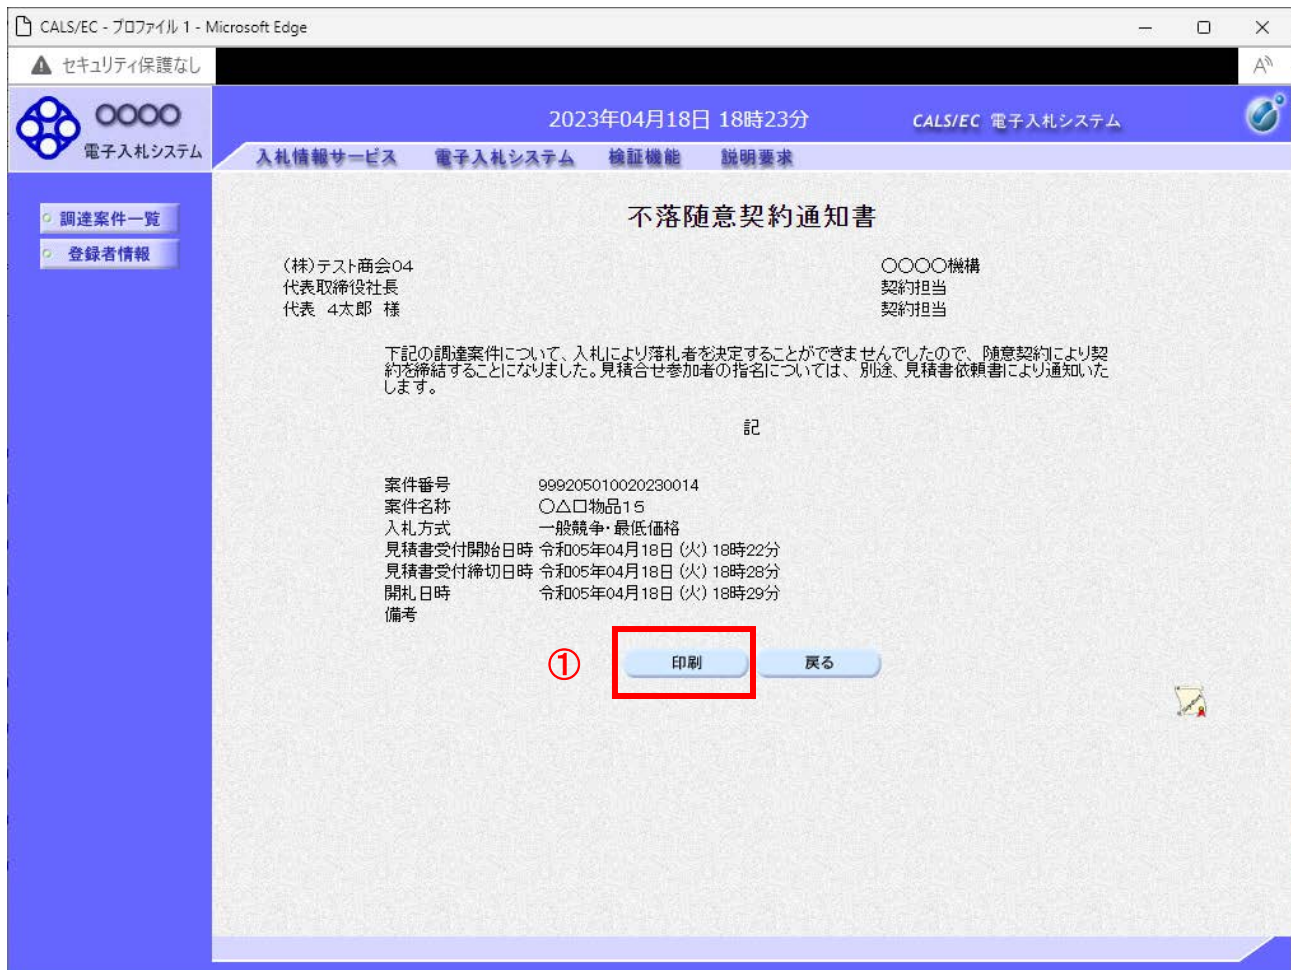 CALS/EC - プロファイル 1 - Microsoft Edge
セキュリティ保護なし
〇〇〇〇
電子入札システム
2023年04月18日 18時23分
CALS/EC 電子入札システム
入札情報サービス 電子入札システム 検証機能 説明要求
調達案件一覧
登録者情報
不落随意契約通知書
(株)テスト商会04
代表取締役社長
代表 4太郎 様
〇〇〇〇機構
契約担当
契約担当
下記の調達案件について、入札により落札者を決定することができませんでしたので、随意契約により契
約を締結することになりました。見積合せ参加者の指名については、別途、見積書依頼書により通知いた
します。
記
案件番号 999205010020230014
案件名称 〇△口物品15
入札方式 一般競争・最低価格
見積書受付開始日時 令和05年04月18日(火) 18時22分
見積書受付締切日時 令和05年04月18日(火) 18時28分
開札日時 令和05年04月18日(火) 18時29分
備考
① 印刷 戻る